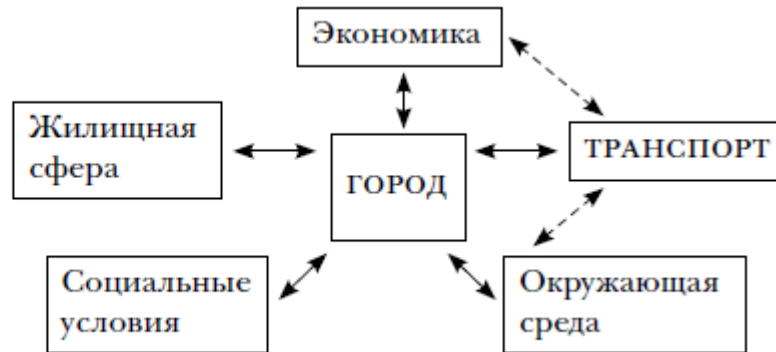 Экономика
Жилищная
сфера
ГОРОД
ТРАНСПОРТ
Социальные
условия
Окружающая
среда